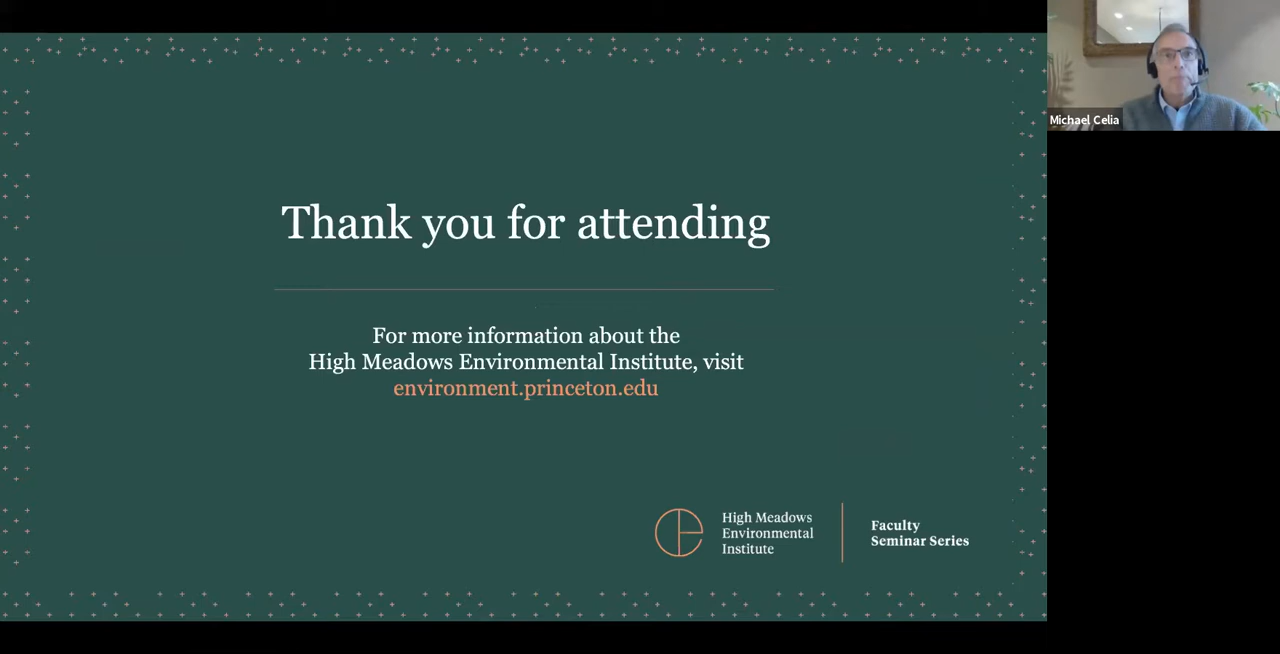 Thank you for attending
For more information about the
High Meadows Environmental Institute, visit
environment.princeton.edu
High Meadows
Environmental
Institute
Faculty
Seminar Series
Michael Celia